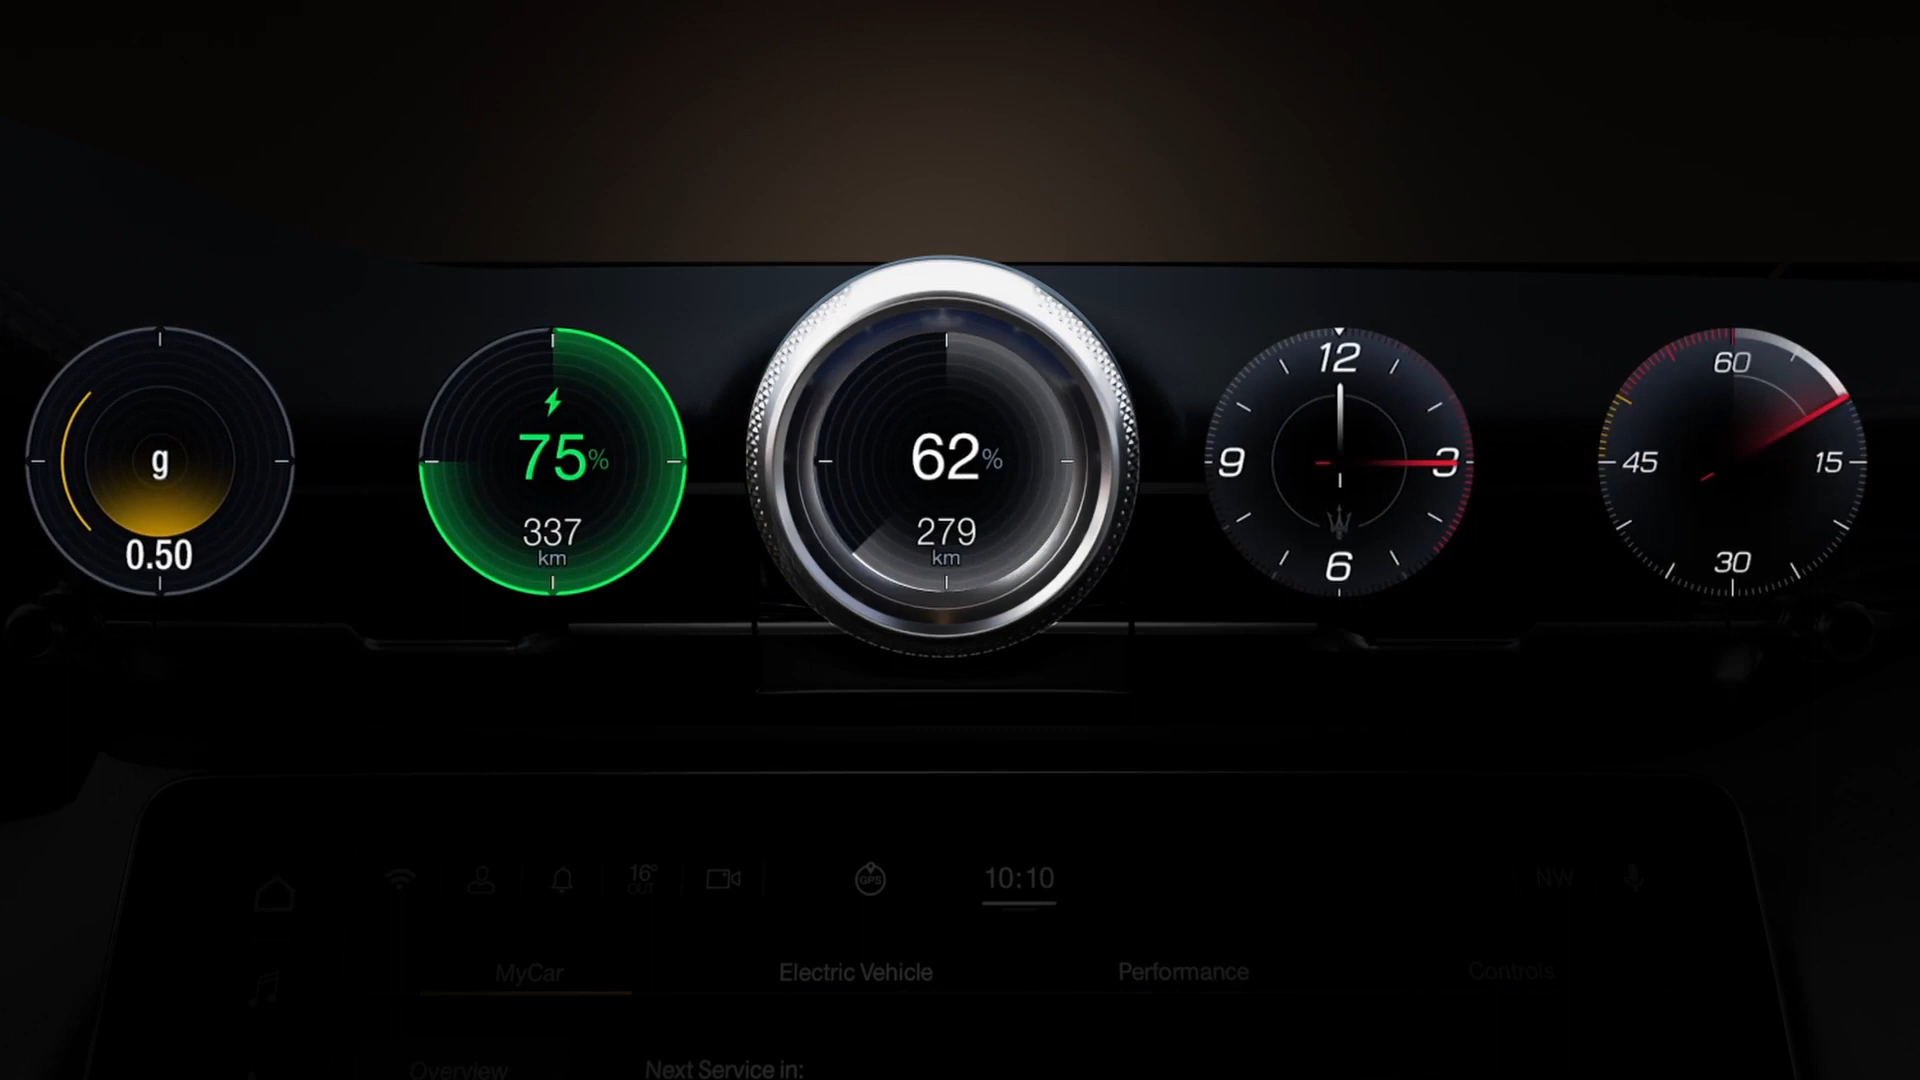 g
0.50
75%
337
km
62%
279
km
12
9
3
6
60
45
15
30
16°
OUT
GPS
10:10
NW
MyCar
Electric Vehicle
Performance
Controls
Overview
Next Service in: